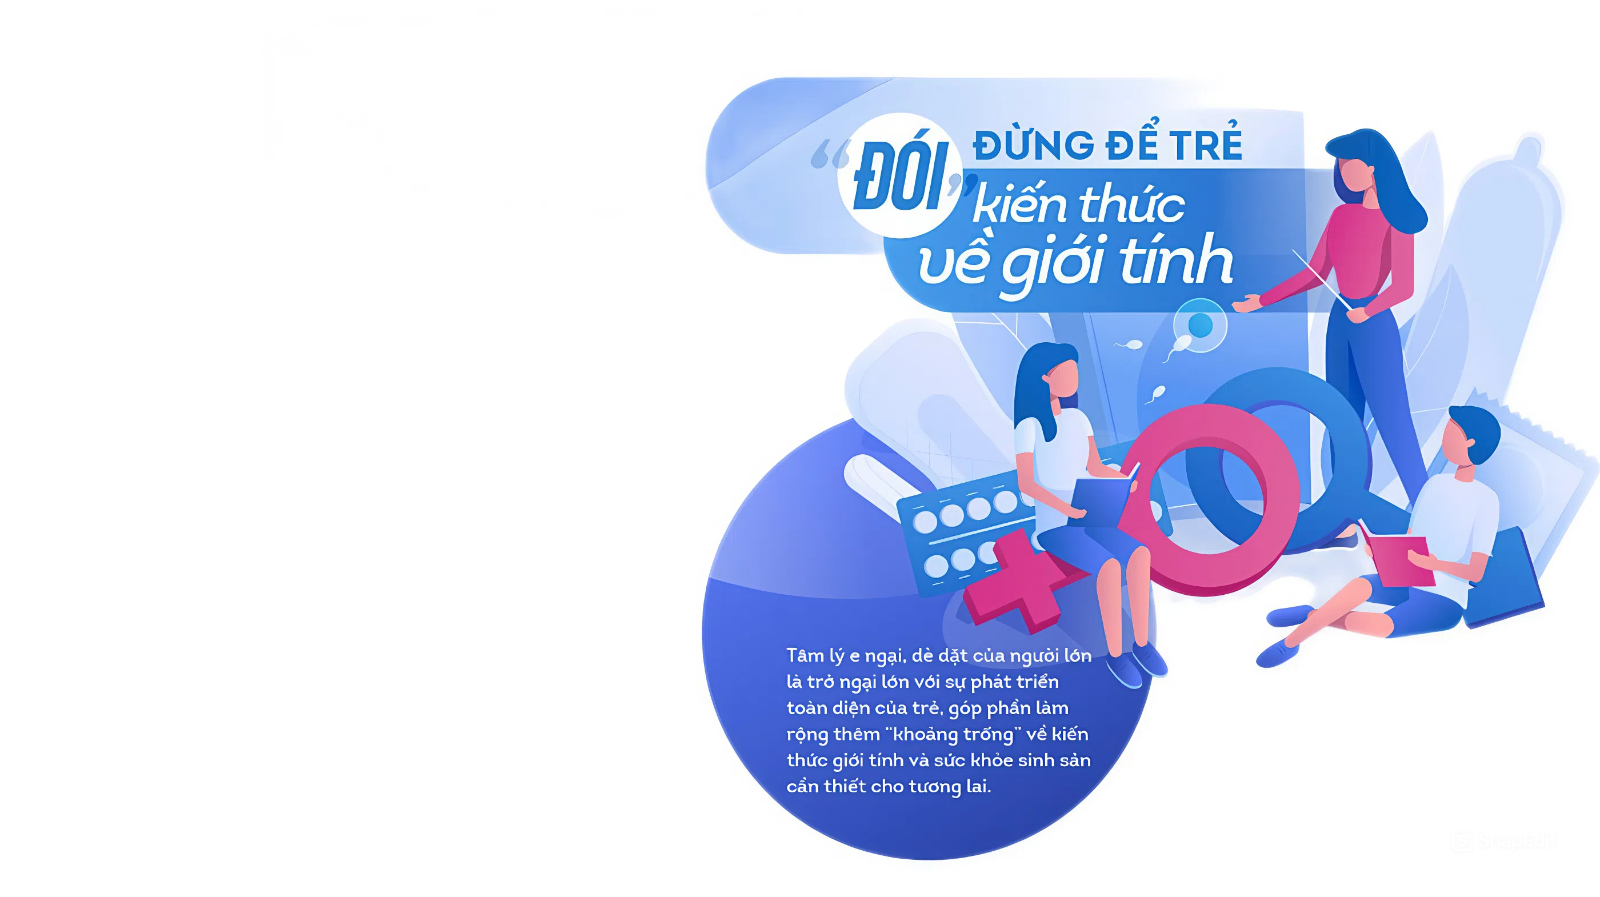 ĐỪNG ĐỂ TRẺ
“ĐÓI” kiến thức
về giới tính
Tâm lý e ngại, dè dặt của người lớn
là trở ngại lớn với sự phát triển
toàn diện của trẻ, góp phần làm
rộng thêm “khoảng trống” về kiến
thức giới tính và sức khỏe sinh sản
cần thiết cho tương lai.